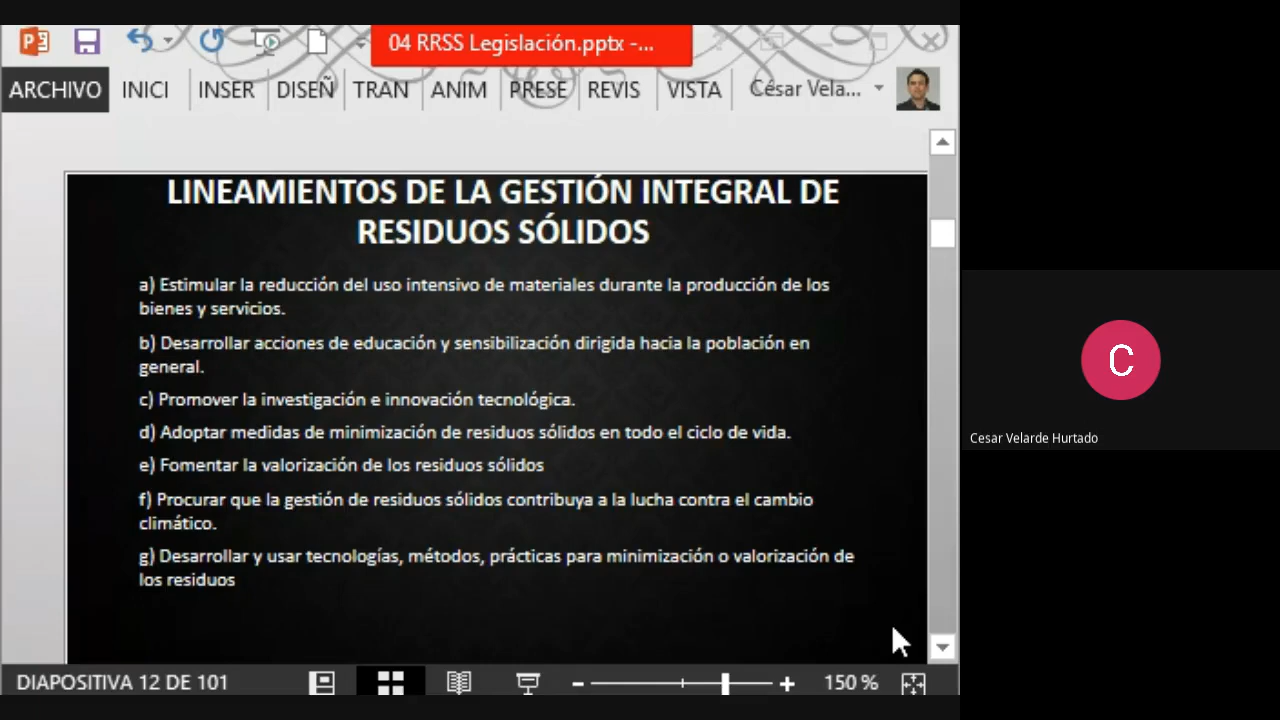 04 RRSS Legislación.pptx -...
ARCHIVO INICI INSER DISEÑ TRAN ANIM PRESE REVIS VISTA César Vela...
LINEAMIENTOS DE LA GESTIÓN INTEGRAL DE
RESIDUOS SÓLIDOS
a) Estimular la reducción del uso intensivo de materiales durante la producción de los
bienes y servicios.
b) Desarrollar acciones de educación y sensibilización dirigida hacia la población en
general.
c) Promover la investigación e innovación tecnológica.
d) Adoptar medidas de minimización de residuos sólidos en todo el ciclo de vida.
e) Fomentar la valorización de los residuos sólidos
f) Procurar que la gestión de residuos sólidos contribuya a la lucha contra el cambio
climático.
g) Desarrollar y usar tecnologías, métodos, prácticas para minimización o valorización de
los residuos
DIAPOSITIVA 12 DE 101
150 %
C
Cesar Velarde Hurtado